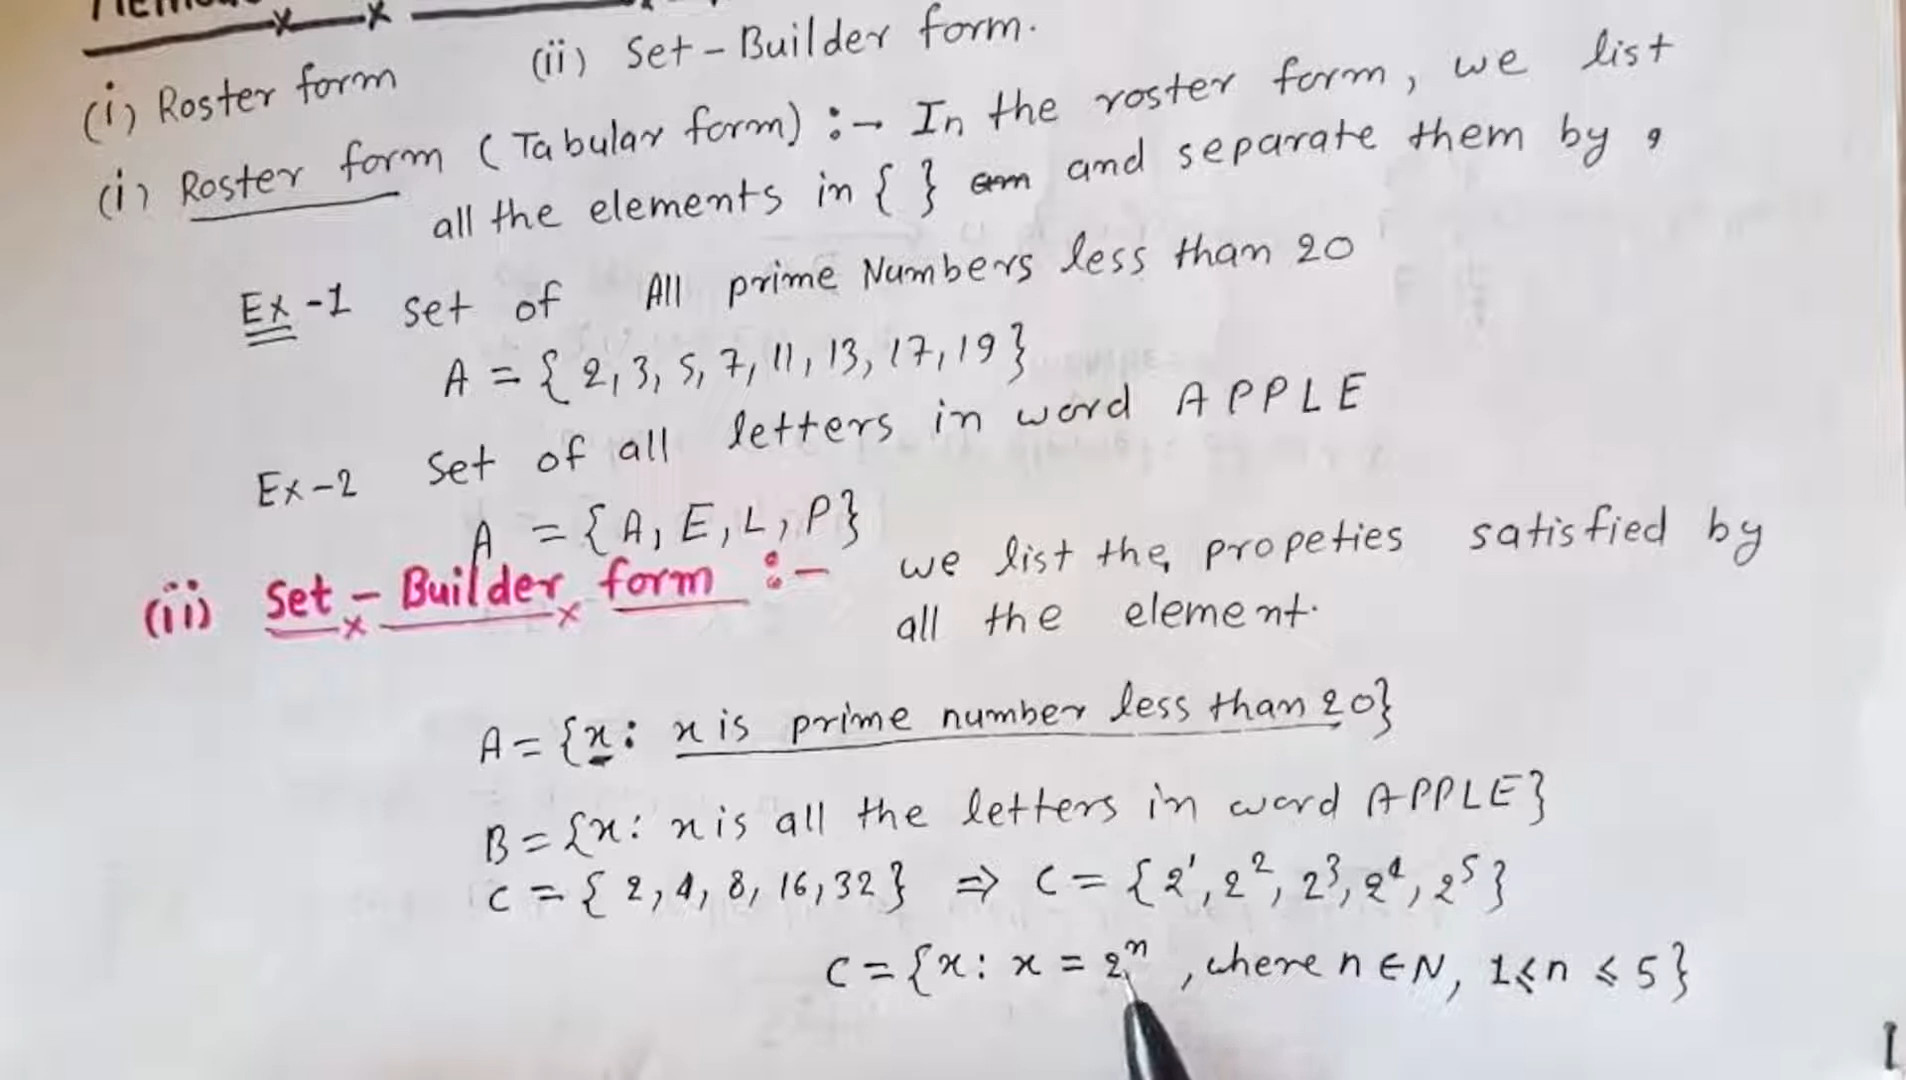 (i) Roster form (ii) Set-Builder form.
(i) Roster form (Tabular form) :- In the roster form, we list
all the elements in { } and separate them by ,
Ex-1 set of All prime Numbers less than 20
A = {2, 3, 5, 7, 11, 13, 17, 19}
Ex-2 set of all letters in word APPLE
A = {A, E, L, P}
(ii) Set-Builder form :- we list the propeties satisfied by
all the element.
A = {x: x is prime number less than 20}
B = {x: x is all the letters in word APPLE}
C = {2, 4, 8, 16, 32} ⇒ C = {2¹, 2², 2³, 2⁴, 2⁵}
C = {x: x = 2ⁿ, where n ∈ N, 1 ≤ n ≤ 5}